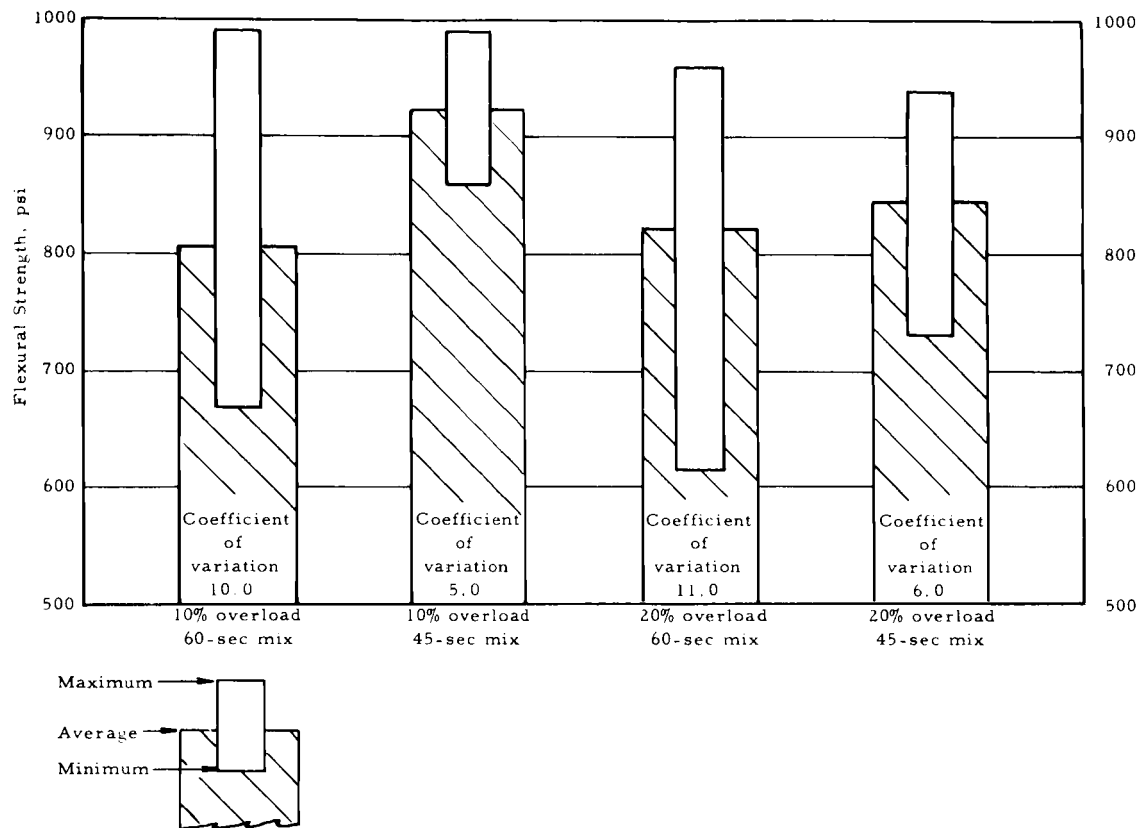 1000
900
800
700
600
500
Flexural Strength, psi
1000
900
800
700
600
500
Coefficient
of
variation
10.0
Coefficient
of
variation
5.0
Coefficient
of
variation
11.0
Coefficient
of
variation
6.0
10% overload
60-sec mix
10% overload
45-sec mix
20% overload
60-sec mix
20% overload
45-sec mix
Maximum
Average
Minimum